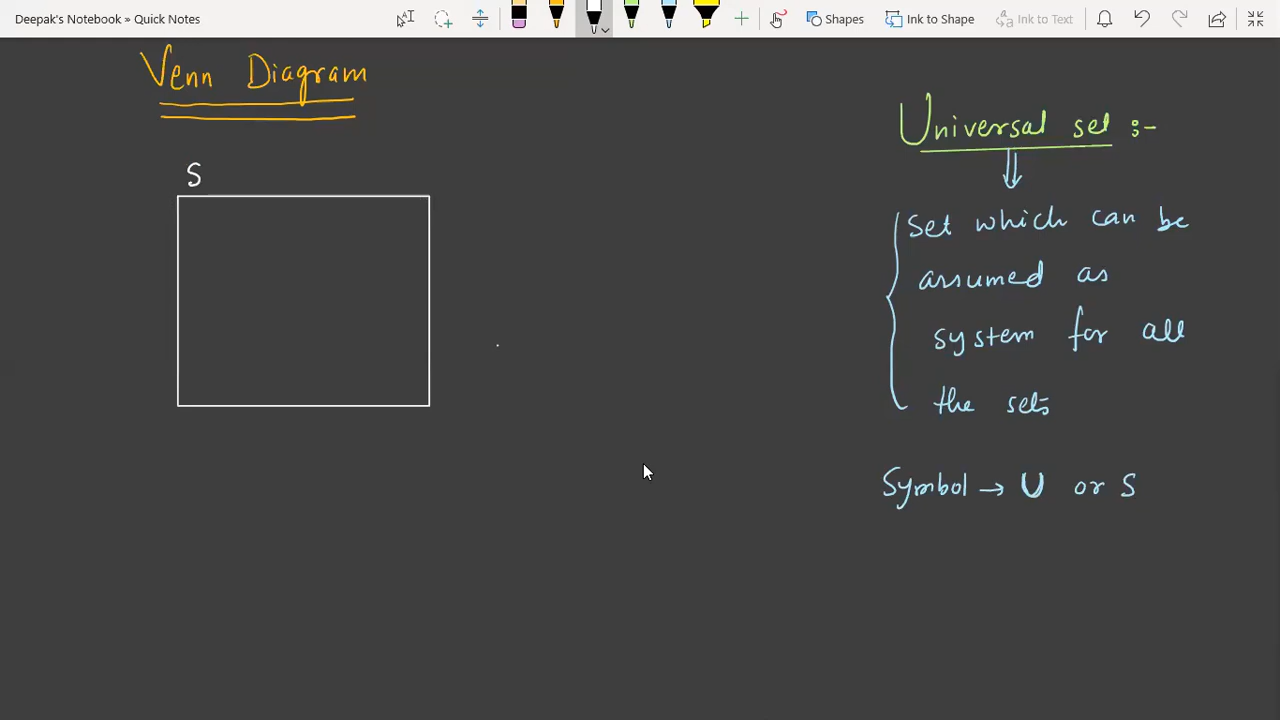 Deepak's Notebook » Quick Notes
Shapes
Ink to Shape
Ink to Text
Venn Diagram
S
Universal set :-
Set which can be
assumed as
system for all
the sets
Symbol → U or S